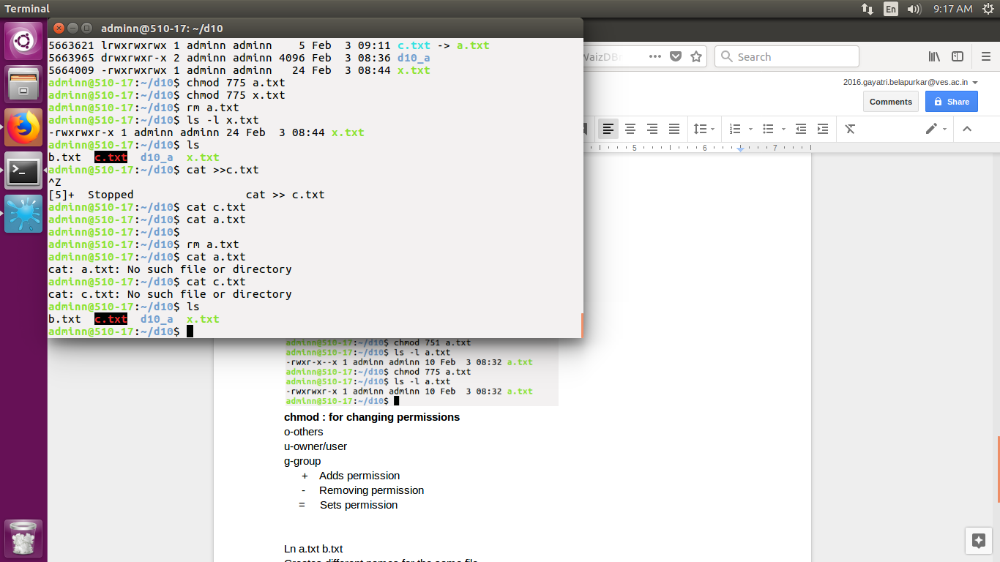 Terminal
En
9:17 AM
adminn@510-17: ~/d10
5663621 lrwxrwxrwx 1 adminn adminn    5 Feb  3 09:11 c.txt -> a.txt
5663965 drwxrwxr-x 2 adminn adminn 4096 Feb  3 08:36 d10_a
5664009 -rwxrwxrwx 1 adminn adminn   24 Feb  3 08:44 x.txt
adminn@510-17:~/d10$ chmod 775 a.txt
adminn@510-17:~/d10$ chmod 775 x.txt
adminn@510-17:~/d10$ rm a.txt
adminn@510-17:~/d10$ ls -l x.txt
-rwxrwxr-x 1 adminn adminn 24 Feb  3 08:44 x.txt
adminn@510-17:~/d10$ ls
b.txt  c.txt  d10_a  x.txt
adminn@510-17:~/d10$ cat >>c.txt
^Z
[5]+  Stopped                 cat >> c.txt
adminn@510-17:~/d10$ cat c.txt
adminn@510-17:~/d10$ cat a.txt
adminn@510-17:~/d10$
adminn@510-17:~/d10$ rm a.txt
adminn@510-17:~/d10$ cat a.txt
cat: a.txt: No such file or directory
adminn@510-17:~/d10$ cat c.txt
cat: c.txt: No such file or directory
adminn@510-17:~/d10$ ls
b.txt  c.txt  d10_a  x.txt
adminn@510-17:~/d10$
Search
2016.gayatri.belapurkar@ves.ac.in
Comments
Share
5 6 7
adminn@510-17:~/d10$ chmod 751 a.txt
adminn@510-17:~/d10$ ls -l a.txt
-rwxr-x--x 1 adminn adminn 10 Feb  3 08:32 a.txt
adminn@510-17:~/d10$ chmod 775 a.txt
adminn@510-17:~/d10$ ls -l a.txt
-rwxrwxr-x 1 adminn adminn 10 Feb  3 08:32 a.txt
adminn@510-17:~/d10$
chmod : for changing permissions
o-others
u-owner/user
g-group
+ Adds permission
- Removing permission
= Sets permission
Ln a.txt b.txt
Creates different names for the same file